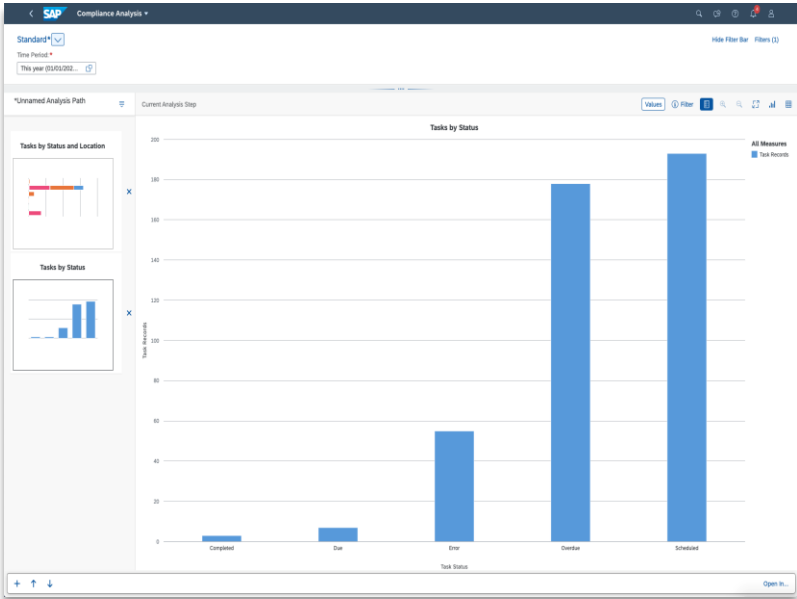 SAP Compliance Analysis
Standard*
Hide Filter Bar Filters (1)
Time Period:*
This year (01/01/202...
*Unnamed Analysis Path
Current Analysis Step
Values Filter
Tasks by Status and Location
Tasks by Status
Tasks by Status
All Measures
Task Records
200
180
160
140
120
100
80
60
40
20
0
Task Records
Completed Due Error Overdue Scheduled
Task Status
Open In...